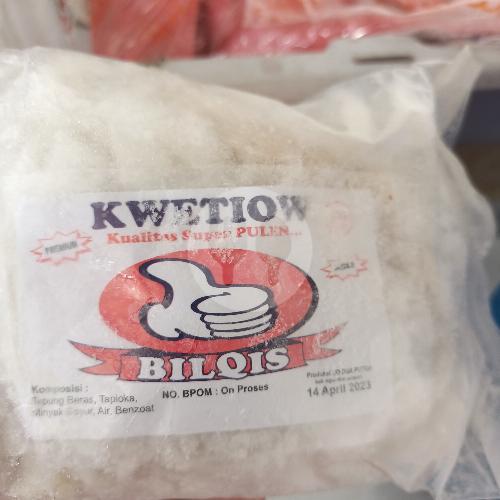 KWETIOW
Kualitas Super PULEN...
PREMIUM
BILQIS
Komposisi :
Tepung Beras, Tapioka,
Minyak Sayur, Air, Benzoat
NO. BPOM : On Proses
14 April 2023